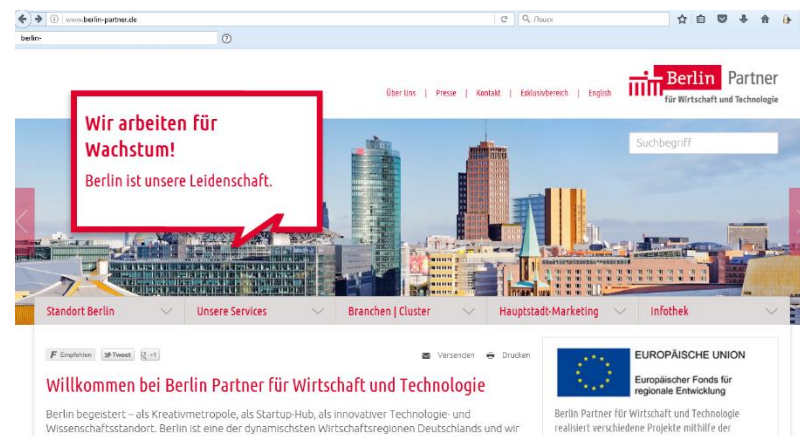 www.berlin-partner.de
Поиск
berlin-
Über Uns | Presse | Kontakt | Exklusivbereich | English
Berlin Partner
für Wirtschaft und Technologie
Wir arbeiten für
Wachstum!
Berlin ist unsere Leidenschaft.
Suchbegriff
Standort Berlin
Unsere Services
Branchen | Cluster
Hauptstadt-Marketing
Infothek
Empfehlen
Tweet
+1
Versenden
Drucken
Willkommen bei Berlin Partner für Wirtschaft und Technologie
Berlin begeistert – als Kreativmetropole, als Startup-Hub, als innovativer Technologie- und
Wissenschaftsstandort. Berlin ist eine der dynamischsten Wirtschaftsregionen Deutschlands und wir
EUROPÄISCHE UNION
Europäischer Fonds für
regionale Entwicklung
Berlin Partner für Wirtschaft und Technologie
realisiert verschiedene Projekte mithilfe der